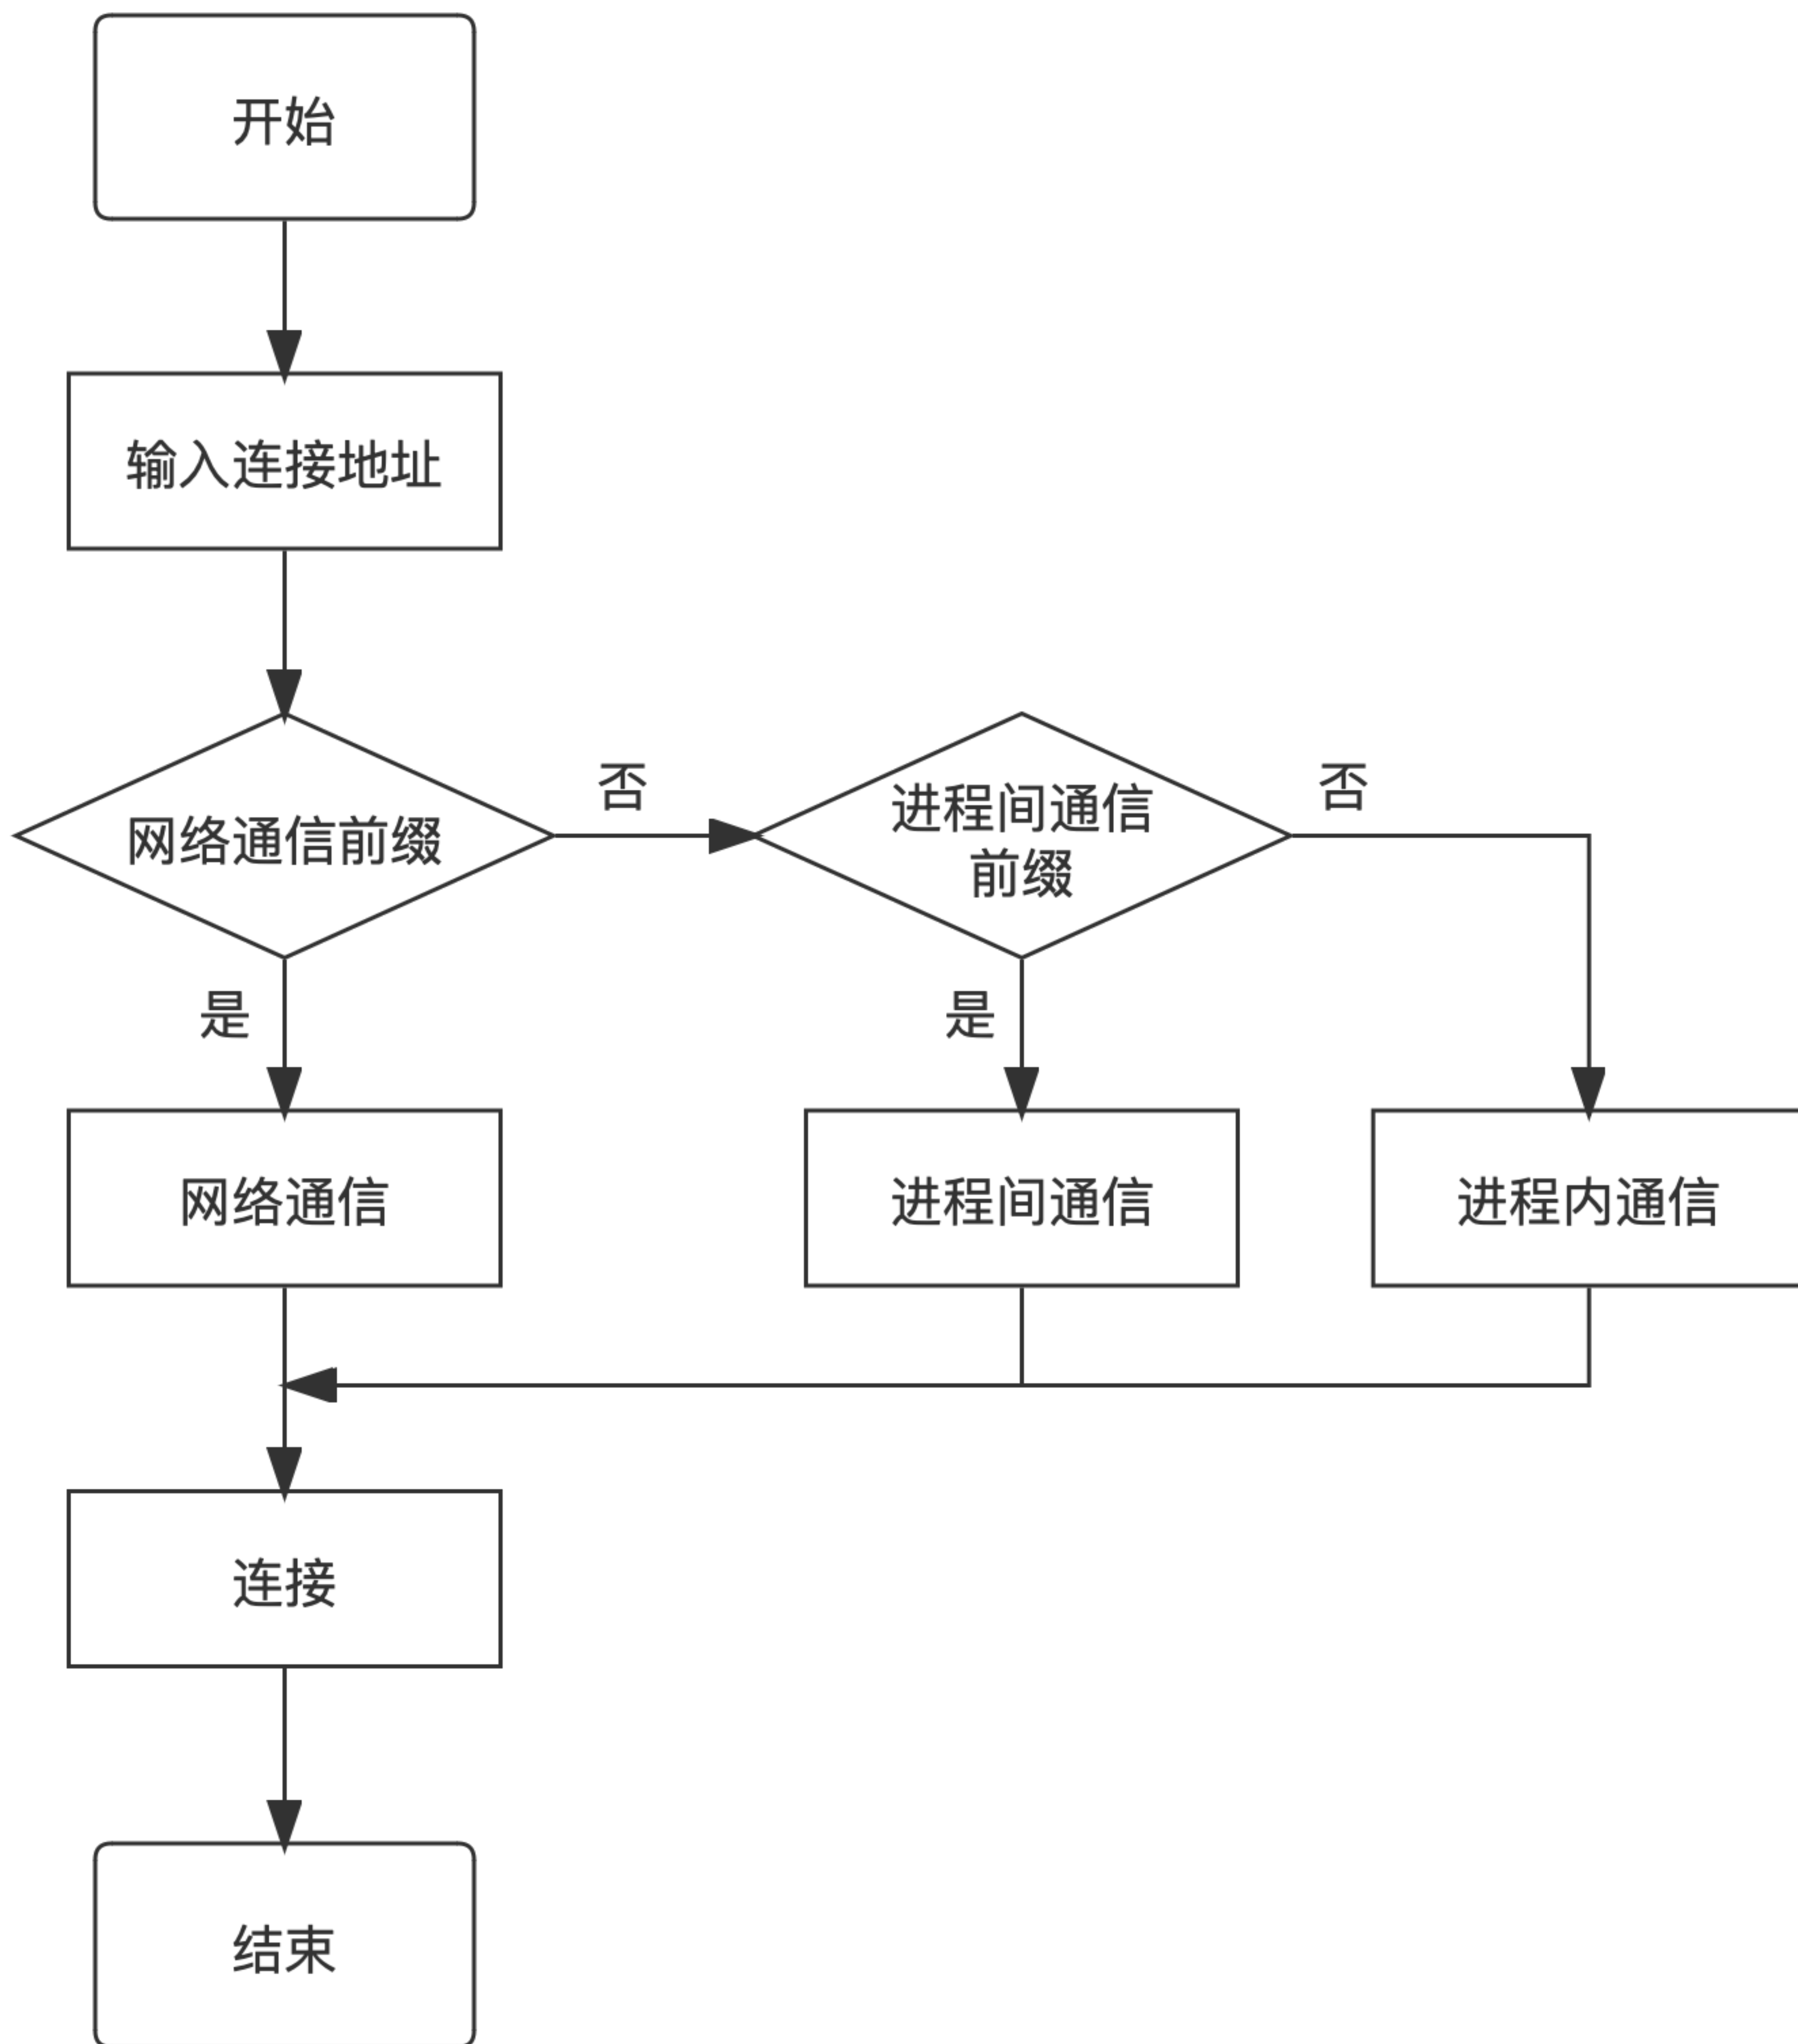 开始
输入连接地址
网络通信前缀
否
进程间通信
前缀
否
是
是
网络通信
进程间通信
进程内通信
连接
结束